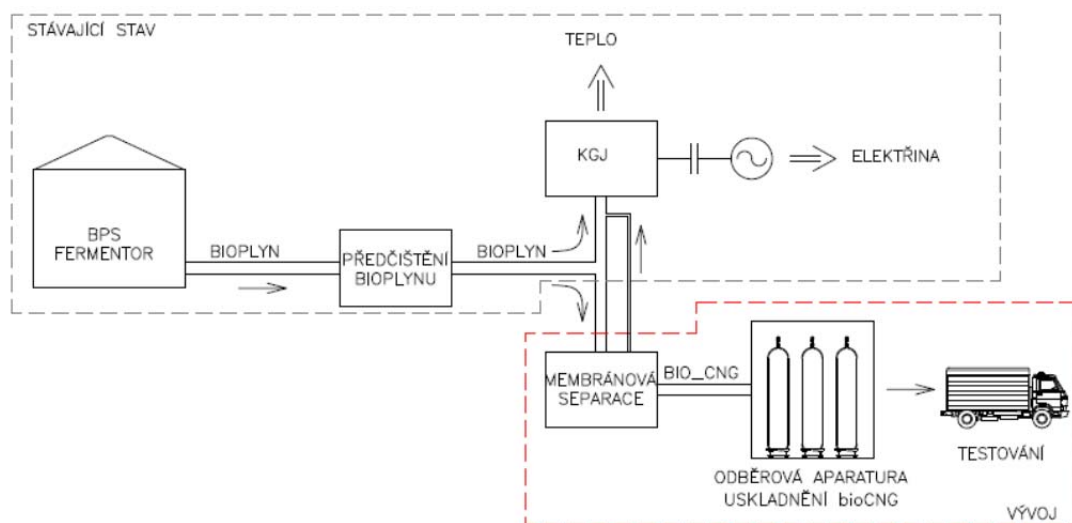 STÁVAJÍCÍ STAV
TEPLO
KGJ
ELEKTŘINA
BPS
FERMENTOR
BIOPLYN
PŘEDČIŠTĚNÍ
BIOPLYNU
BIOPLYN
MEMBRÁNOVÁ
SEPARACE
BIO_CNG
ODBĚROVÁ APARATURA
USKLADNĚNÍ bioCNG
TESTOVÁNÍ
VÝVOJ